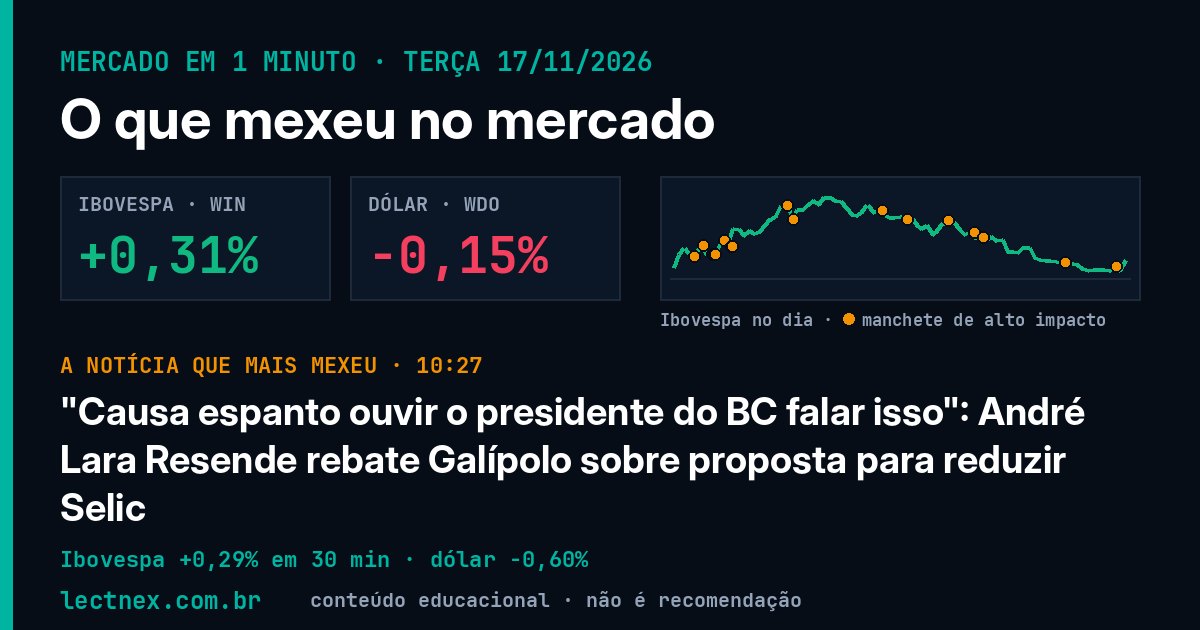 MERCADO EM 1 MINUTO · TERÇA 17/11/2026
O que mexeu no mercado
IBOVESPA · WIN
+0,31%
DÓLAR · WDO
-0,15%
Ibovespa no dia · manchete de alto impacto
A NOTÍCIA QUE MAIS MEXEU · 10:27
"Causa espanto ouvir o presidente do BC falar isso": André
Lara Resende rebate Galípolo sobre proposta para reduzir
Selic
Ibovespa +0,29% em 30 min · dólar -0,60%
lectnex.com.br
conteúdo educacional · não é recomendação